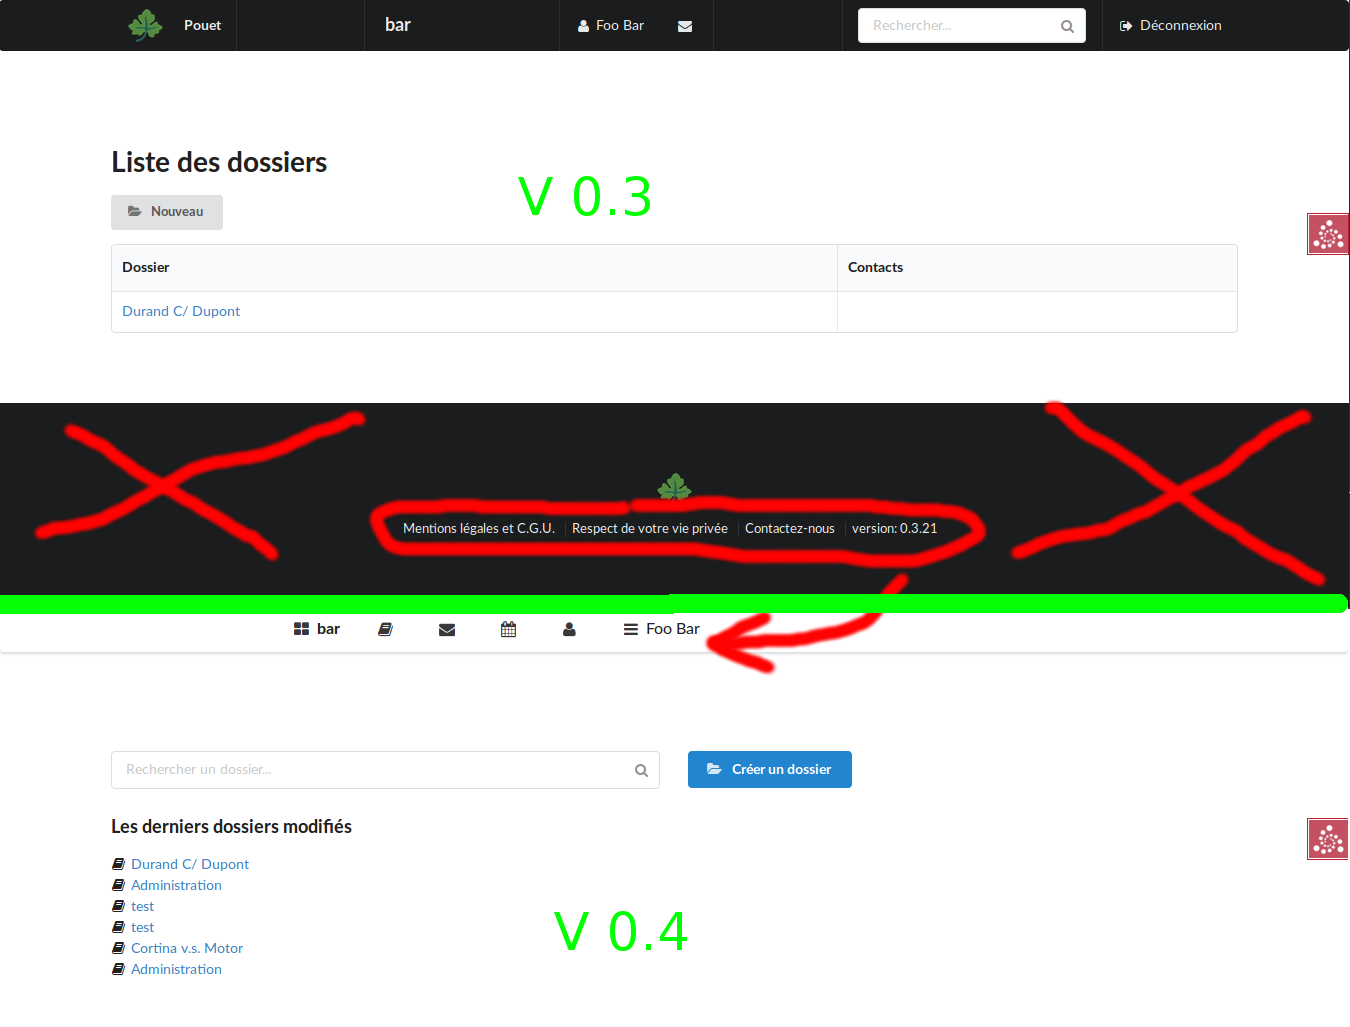 Pouet bar Foo Bar Rechercher... Déconnexion
Liste des dossiers
V 0.3
Nouveau
Dossier Contacts
Durand C/ Dupont
Mentions légales et C.G.U. Respect de votre vie privée Contactez-nous version: 0.3.21
bar Foo Bar
Rechercher un dossier... Créer un dossier
Les derniers dossiers modifiés
Durand C/ Dupont
Administration
test
test
Cortina v.s. Motor
Administration
V 0.4